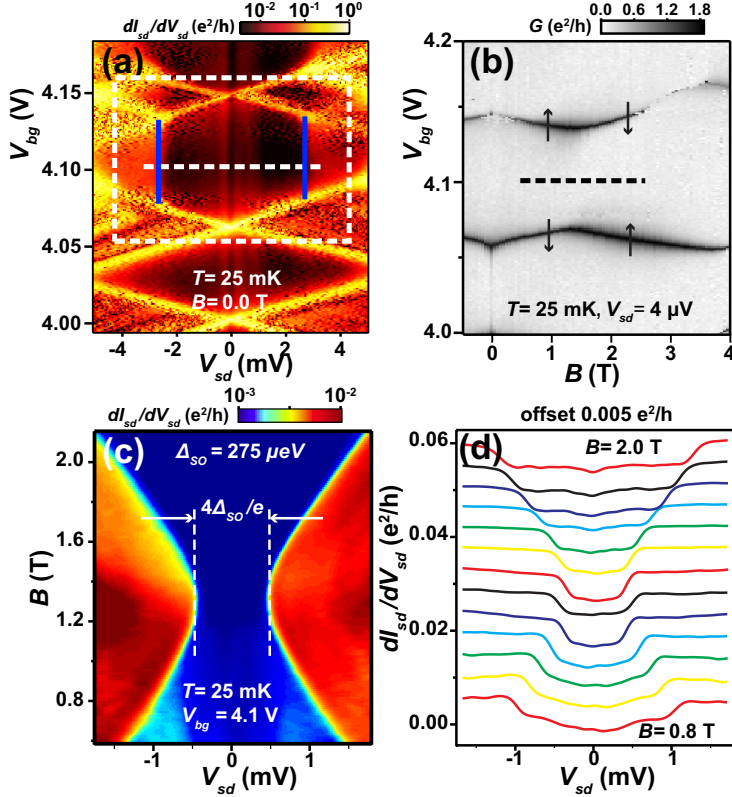 dI_sd/dV_sd (e²/h) 10⁻² 10⁻¹ 10⁰
G (e²/h) 0.0 0.6 1.2 1.8
(a)
V_bg (V)
4.15
4.10
4.05
4.00
T= 25 mK
B= 0.0 T
-4 -2 0 2 4
V_sd (mV)
(b)
V_bg (V)
4.2
4.1
4.0
T= 25 mK, V_sd= 4 µV
0 1 2 3 4
B (T)
dI_sd/dV_sd (e²/h) 10⁻³ 10⁻²
(c)
Δ_SO = 275 µeV
4Δ_SO/e
B (T)
2.0
1.6
1.2
0.8
T= 25 mK
V_bg = 4.1 V
-1 0 1
V_sd (mV)
offset 0.005 e²/h
(d)
B= 2.0 T
dI_sd/dV_sd (e²/h)
0.06
0.04
0.02
0.00
B= 0.8 T
-1 0 1
V_sd (mV)